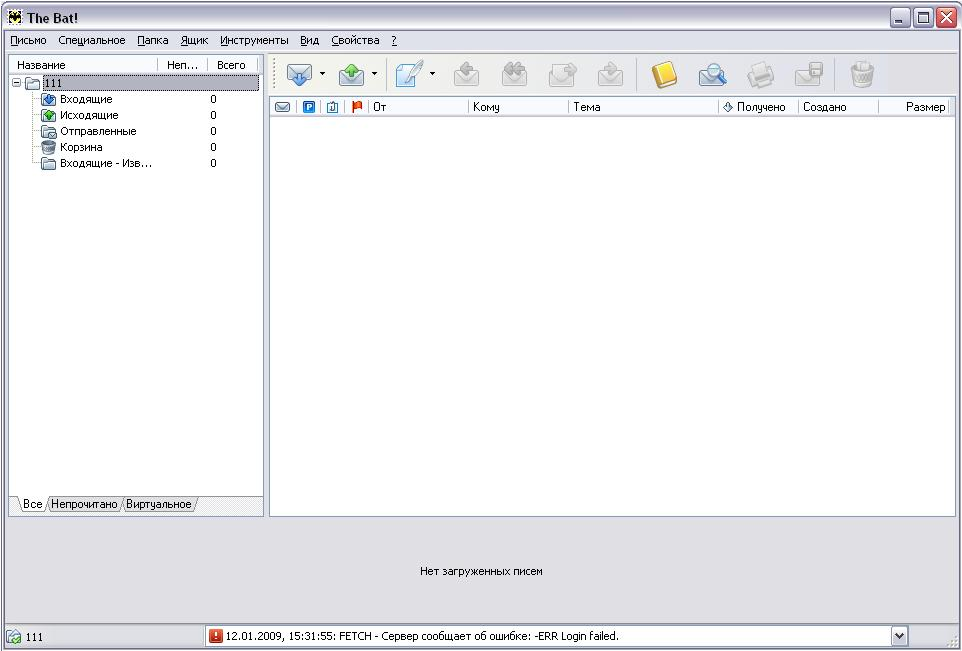 The Bat!
Письмо Специальное Папка Ящик Инструменты Вид Свойства ?
Название Неп... Всего
111
Входящие 0
Исходящие 0
Отправленные 0
Корзина 0
Входящие - Изв... 0
От Кому Тема Получено Создано Размер
Все Непрочитано Виртуальное
Нет загруженных писем
111 12.01.2009, 15:31:55: FETCH - Сервер сообщает об ошибке: -ERR Login failed.